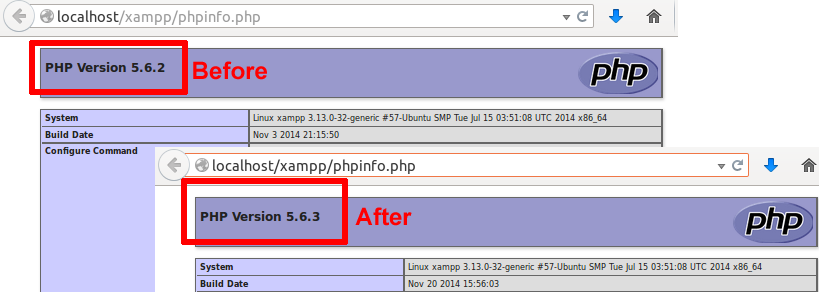 localhost/xampp/phpinfo.php
PHP Version 5.6.2
Before
php
System Linux xampp 3.13.0-32-generic #57-Ubuntu SMP Tue Jul 15 03:51:08 UTC 2014 x86_64
Build Date Nov 3 2014 21:15:50
Configure Command
localhost/xampp/phpinfo.php
PHP Version 5.6.3
After
php
System Linux xampp 3.13.0-32-generic #57-Ubuntu SMP Tue Jul 15 03:51:08 UTC 2014 x86_64
Build Date Nov 20 2014 15:56:03